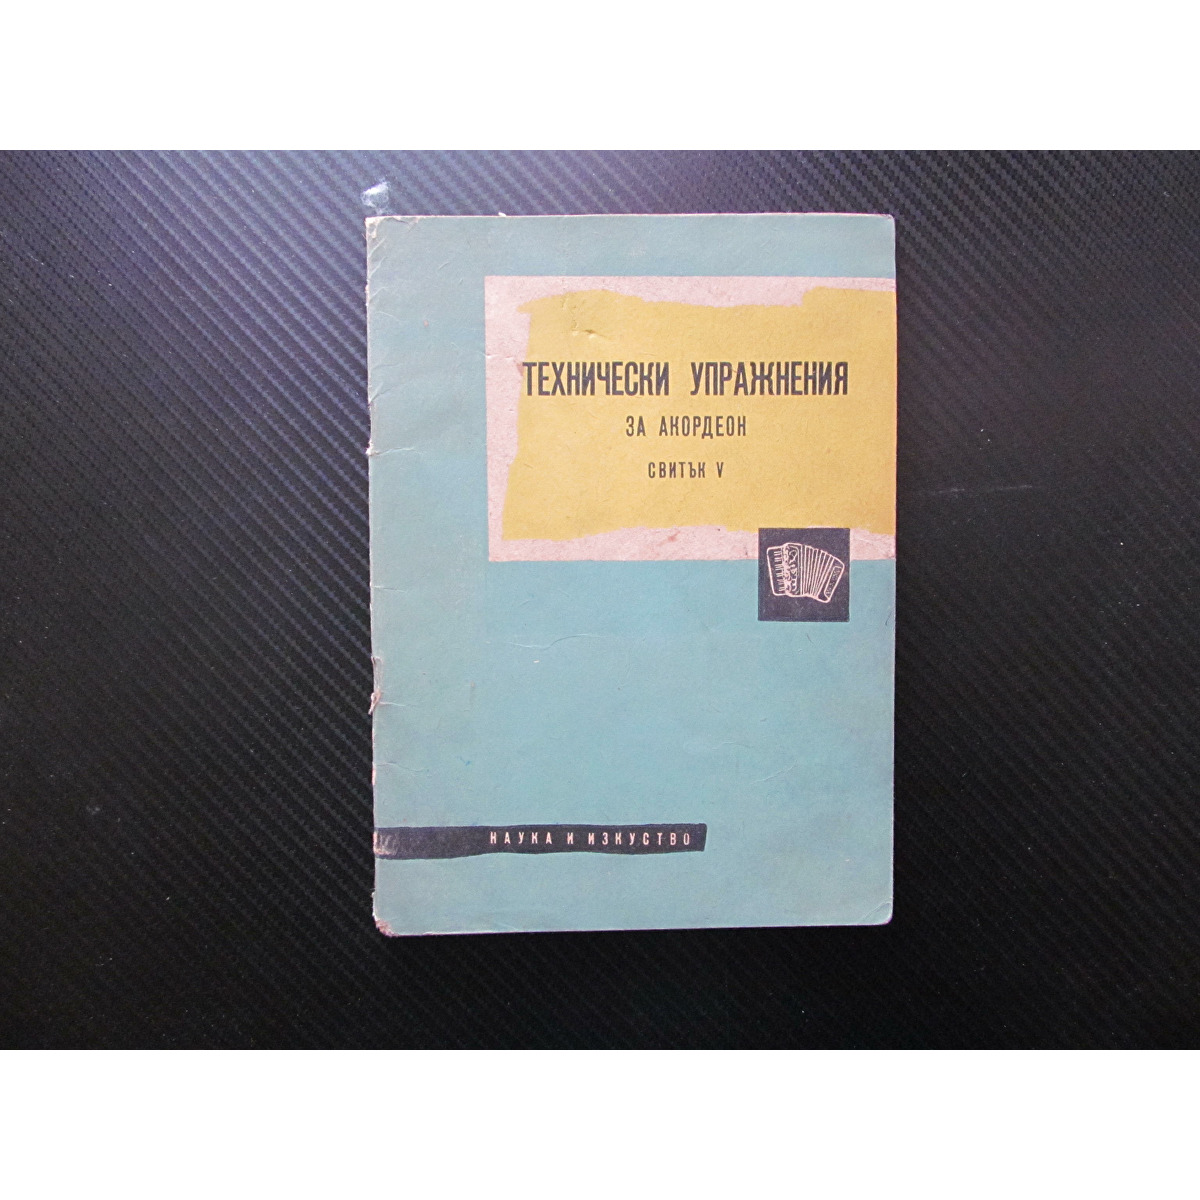 ТЕХНИЧЕСКИ УПРАЖНЕНИЯ
ЗА АКОРДЕОН
СВИТЪК V
НАУКА И ИЗКУСТВО